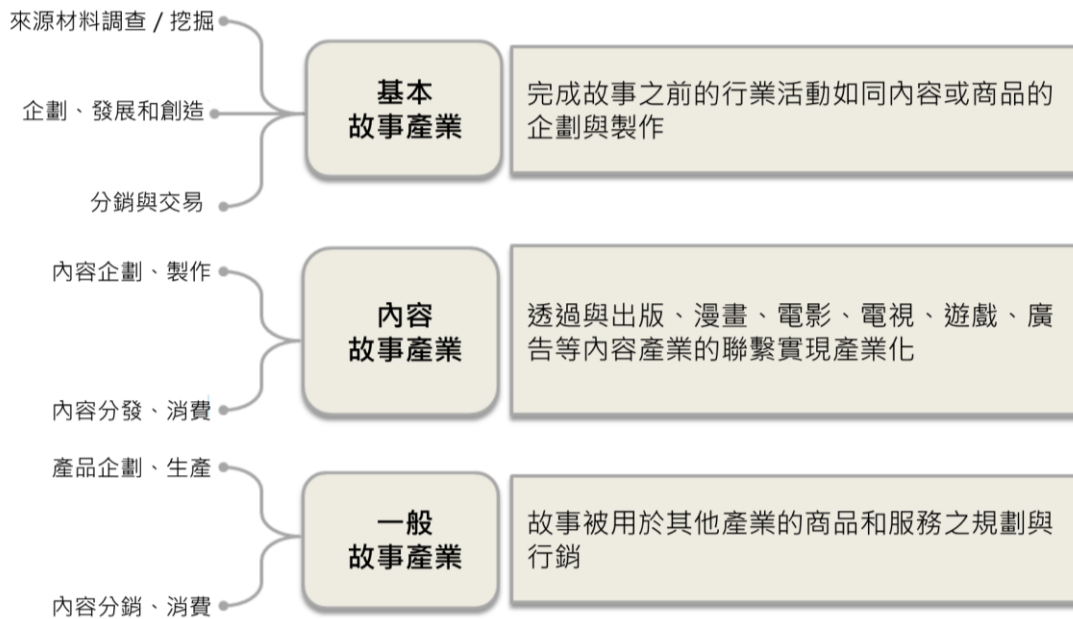 來源材料調查 / 挖掘
企劃、發展和創造
分銷與交易
基本
故事產業
完成故事之前的行業活動如同內容或商品的
企劃與製作
內容企劃、製作
內容分發、消費
內容
故事產業
透過與出版、漫畫、電影、電視、遊戲、廣
告等內容產業的聯繫實現產業化
產品企劃、生產
內容分銷、消費
一般
故事產業
故事被用於其他產業的商品和服務之規劃與
行銷